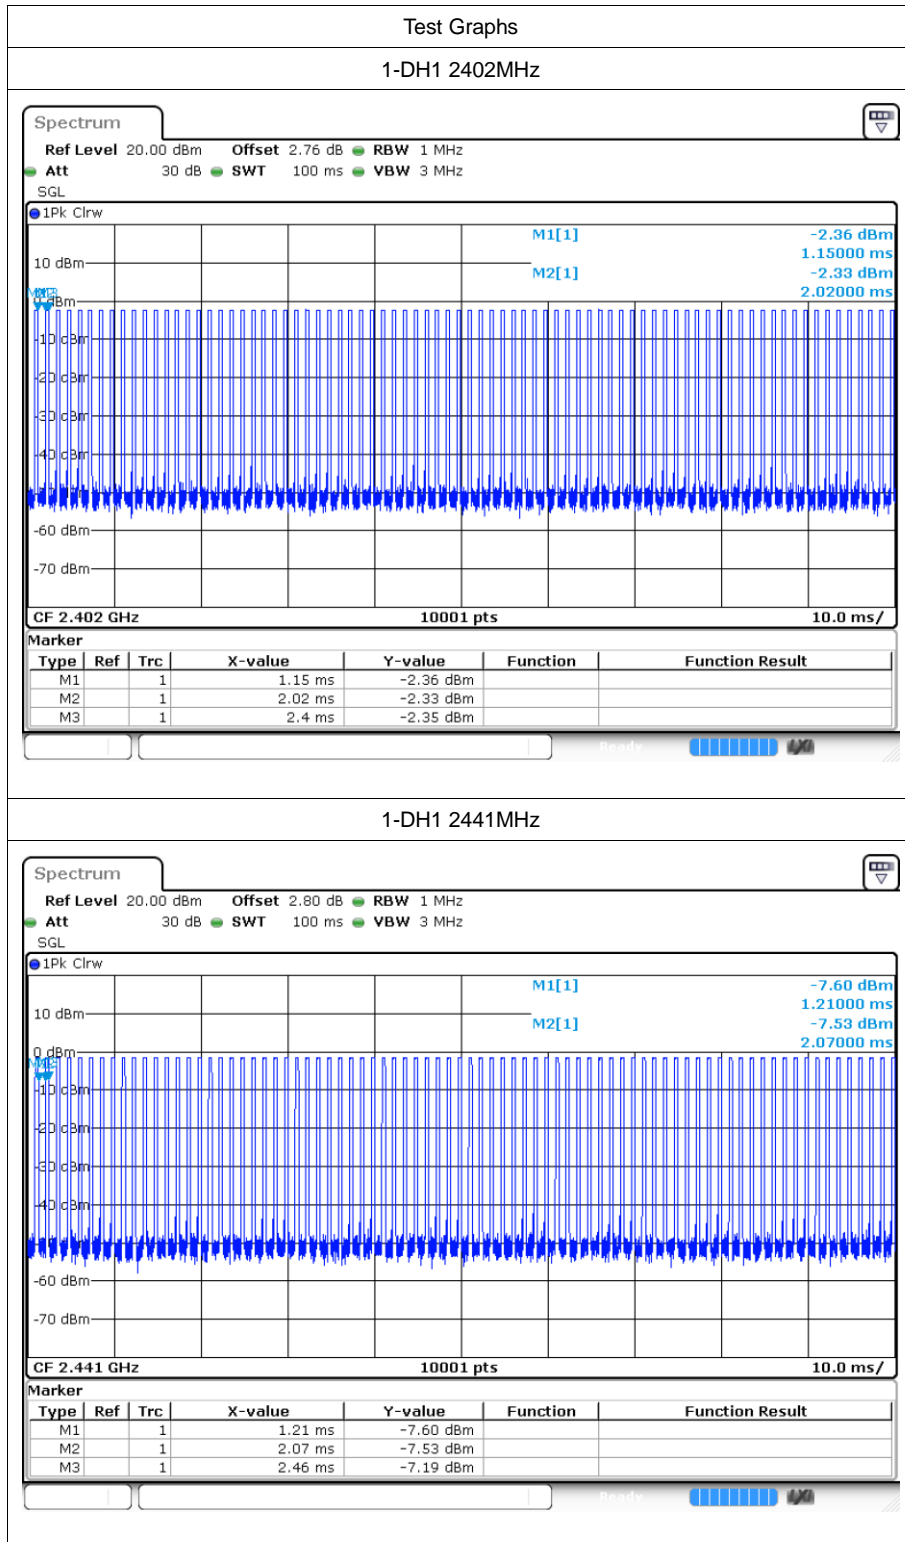 Test Graphs
1-DH1 2402MHz
Spectrum
Ref Level 20.00 dBm Offset 2.76 dB RBW 1 MHz
Att 30 dB SWT 100 ms VBW 3 MHz
SGL
1Pk Clrw
M1[1] -2.36 dBm
1.15000 ms
10 dBm
M2[1] -2.33 dBm
2.02000 ms
0 dBm
-10 dBm
-20 dBm
-30 dBm
-40 dBm
-60 dBm
-70 dBm
CF 2.402 GHz 10001 pts 10.0 ms/
Marker
Type Ref Trc X-value Y-value Function Function Result
M1 1 1.15 ms -2.36 dBm
M2 1 2.02 ms -2.33 dBm
M3 1 2.4 ms -2.35 dBm
Ready LXI
1-DH1 2441MHz
Spectrum
Ref Level 20.00 dBm Offset 2.80 dB RBW 1 MHz
Att 30 dB SWT 100 ms VBW 3 MHz
SGL
1Pk Clrw
M1[1] -7.60 dBm
1.21000 ms
10 dBm
M2[1] -7.53 dBm
2.07000 ms
0 dBm
-10 dBm
-20 dBm
-30 dBm
-40 dBm
-60 dBm
-70 dBm
CF 2.441 GHz 10001 pts 10.0 ms/
Marker
Type Ref Trc X-value Y-value Function Function Result
M1 1 1.21 ms -7.60 dBm
M2 1 2.07 ms -7.53 dBm
M3 1 2.46 ms -7.19 dBm
Ready LXI